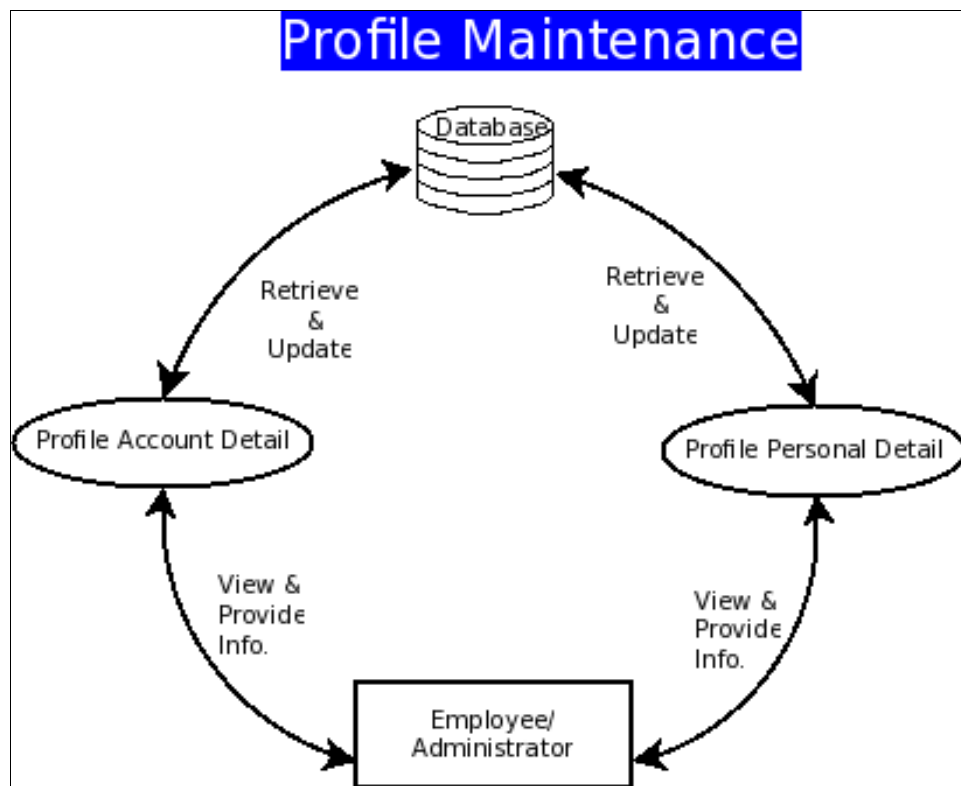 Profile Maintenance
Database
Retrieve
&
Update
Retrieve
&
Update
Profile Account Detail
Profile Personal Detail
View &
Provide
Info.
View &
Provide
Info.
Employee/
Administrator